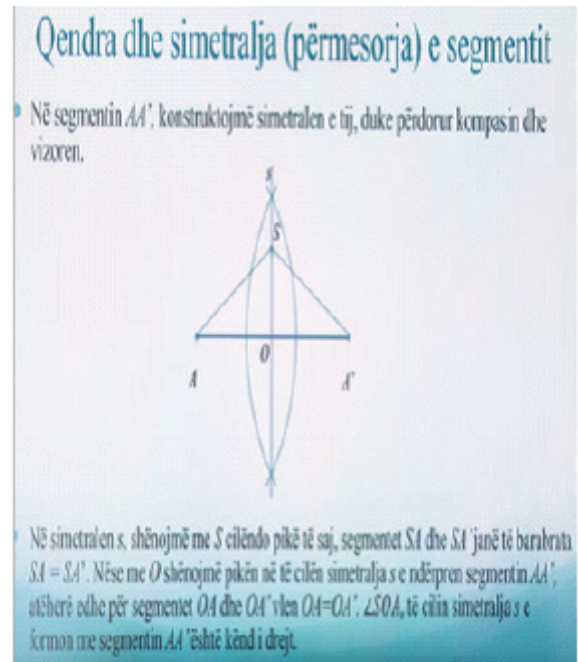 Qendra dhe simetralja (përmesorja) e segmentit
Në segmentin AA', konstruktojmë simetralen e tij, duke përdorur kompasin dhe
vizoren.
s
S
O
A
A'
Në simetralen s, shënojmë me S cilëndo pikë të saj, segmentet SA dhe SA' janë të barabrata
SA = SA'. Nëse me O shënojmë pikën në të cilën simetralja s e ndërpren segmentin AA',
atëherë edhe për segmentet OA dhe OA' vlen OA=OA'. ∠SOA, të cilin simetralja s e
formon me segmentin AA' është kënd i drejt.